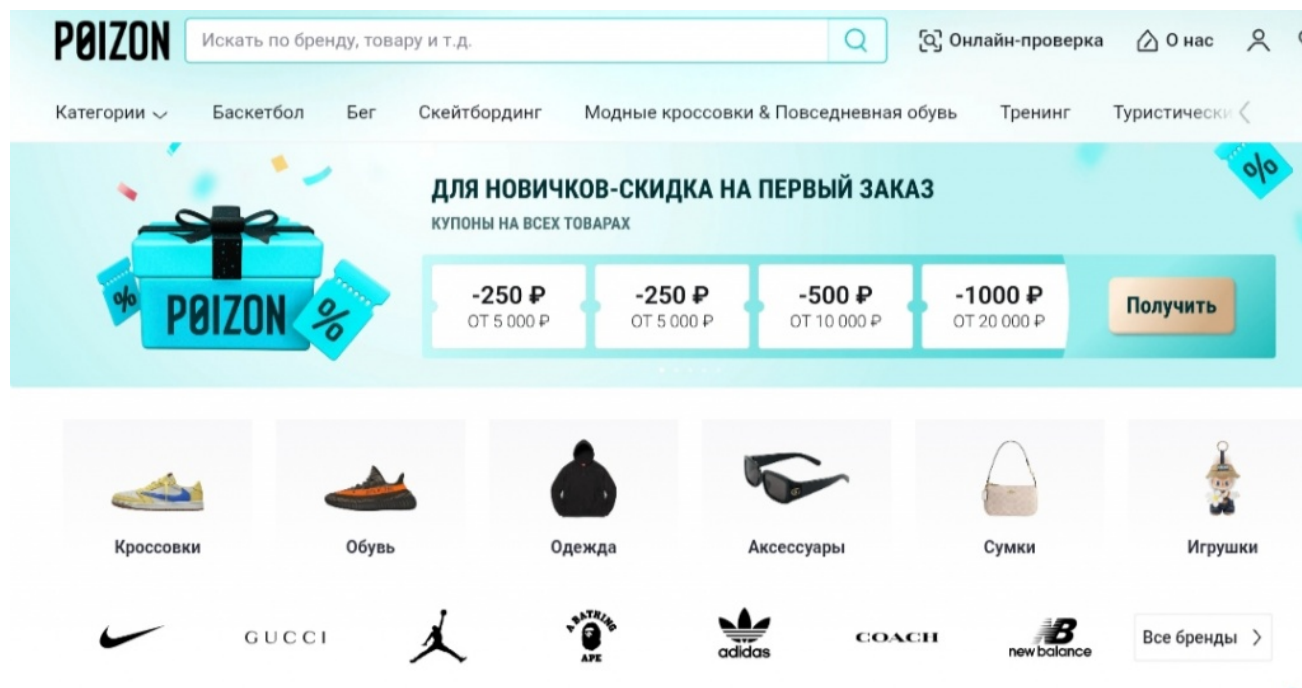 POIZON
Искать по бренду, товару и т.д.
Онлайн-проверка
О нас
Категории
Баскетбол
Бег
Скейтбординг
Модные кроссовки & Повседневная обувь
Тренинг
Туристически
ДЛЯ НОВИЧКОВ-СКИДКА НА ПЕРВЫЙ ЗАКАЗ
КУПОНЫ НА ВСЕХ ТОВАРАХ
-250 ₽
ОТ 5 000 ₽
-250 ₽
ОТ 5 000 ₽
-500 ₽
ОТ 10 000 ₽
-1000 ₽
ОТ 20 000 ₽
Получить
%
%
POIZON
%
Кроссовки
Обувь
Одежда
Аксессуары
Сумки
Игрушки
GUCCI
A BATHING
APE
adidas
COACH
new balance
Все бренды